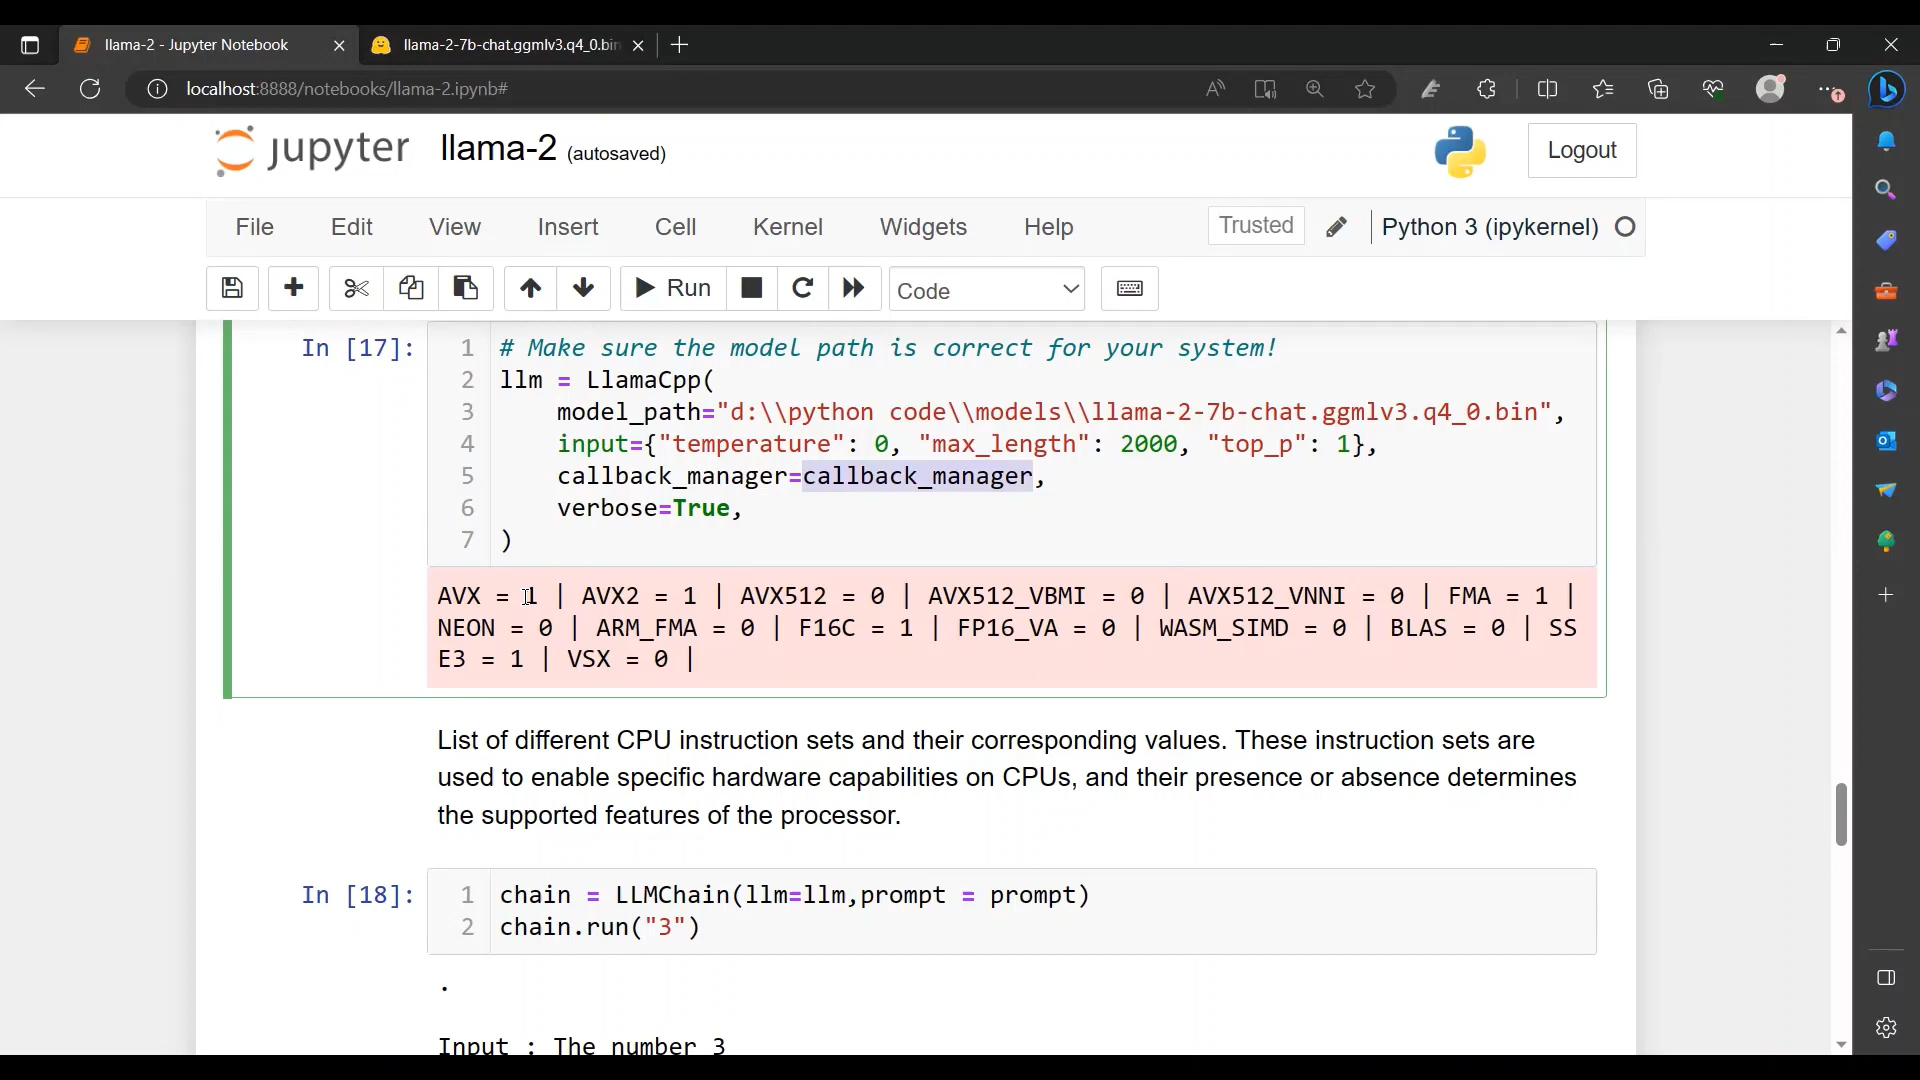 llama-2 - Jupyter Notebook
llama-2-7b-chat.ggmlv3.q4_0.bin
localhost:8888/notebooks/llama-2.ipynb#
jupyter llama-2 (autosaved)
Logout
File Edit View Insert Cell Kernel Widgets Help Trusted Python 3 (ipykernel)
Run Code
In [17]:
1 # Make sure the model path is correct for your system!
2 llm = LlamaCpp(
3     model_path="d:\\python code\\models\\llama-2-7b-chat.ggmlv3.q4_0.bin",
4     input={"temperature": 0, "max_length": 2000, "top_p": 1},
5     callback_manager=callback_manager,
6     verbose=True,
7 )
AVX = 1 | AVX2 = 1 | AVX512 = 0 | AVX512_VBMI = 0 | AVX512_VNNI = 0 | FMA = 1 |
NEON = 0 | ARM_FMA = 0 | F16C = 1 | FP16_VA = 0 | WASM_SIMD = 0 | BLAS = 0 | SS
E3 = 1 | VSX = 0 |
List of different CPU instruction sets and their corresponding values. These instruction sets are
used to enable specific hardware capabilities on CPUs, and their presence or absence determines
the supported features of the processor.
In [18]:
1 chain = LLMChain(llm=llm,prompt = prompt)
2 chain.run("3")
.
Input : The number 3